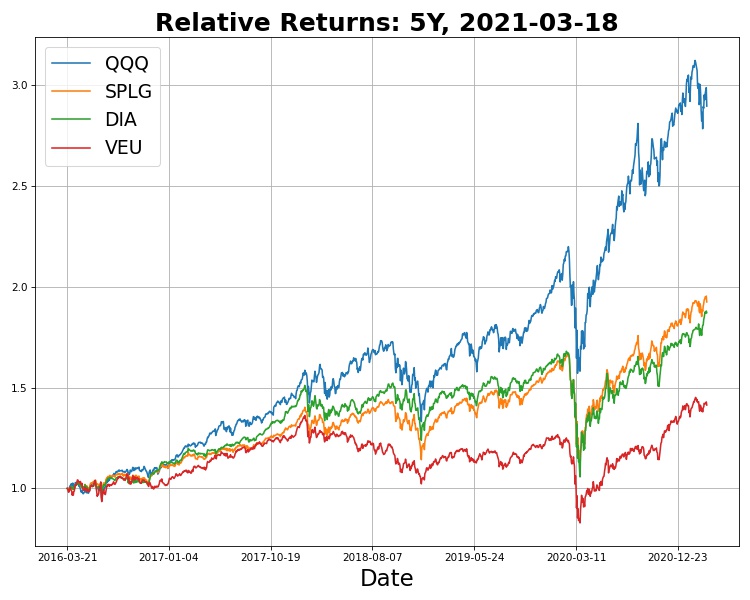 Relative Returns: 5Y, 2021-03-18
QQQ
SPLG
DIA
VEU
3.0
2.5
2.0
1.5
1.0
2016-03-21 2017-01-04 2017-10-19 2018-08-07 2019-05-24 2020-03-11 2020-12-23
Date